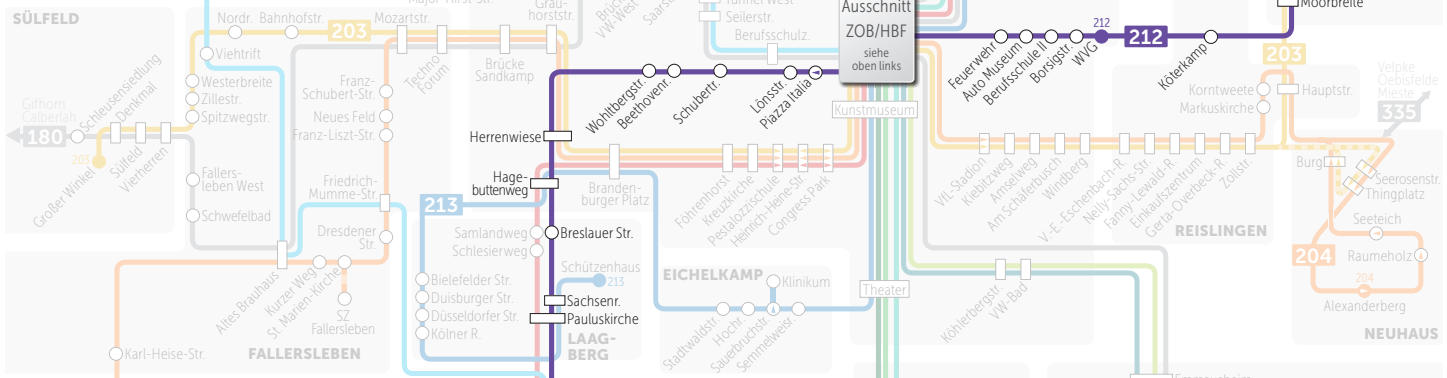 SÜLFELD
Nordr.
Bahnhofstr.
203
Mozartstr.
Grau-
horststr.
Seilerstr.
Berufsschulz.
Ausschnitt
ZOB/HBF
siehe
oben links
Kunstmuseum
Moorbreite
212
212
Feuerwehr
Auto Museum
Berufsschule II
Borsigstr.
WVG
Köterkamp
203
Velpke
Oebisfelde
Mieste
335
Viehtrift
Westerbreite
Zillestr.
Spitzwegstr.
Gifhorn
Calberlah
180
Schleusensiedlung
Denkmal
Sülfeld
Vierherren
203
Großer Winkel
Fallers-
leben West
Schwefelbad
Techno
Forum
Brücke
Sandkamp
Franz-
Schubert-Str.
Neues Feld
Franz-Liszt-Str.
Friedrich-
Mumme-Str.
Dresdener
Str.
Altes Brauhaus
Kurzer Weg
St. Marien-Kirche
SZ
Fallersleben
Karl-Heise-Str.
FALLERSLEBEN
Wohltbergstr.
Beethovenr.
Schubertr.
Lönsstr.
Piazza Italia
Herrenwiese
Hage-
buttenweg
213
Samlandweg
Schlesierweg
Breslauer Str.
Bielefelder Str.
Duisburger Str.
Düsseldorfer Str.
Kölner R.
Schützenhaus
213
Sachsenr.
Pauluskirche
LAAG-
BERG
Branden-
burger Platz
Föhrenhorst
Kreuzkirche
Pestalozzischule
Heinrich-Heine-Str.
Congress Park
EICHELKAMP
Klinikum
Stadtwaldstr.
Hochr.
Sauerbruchstr.
Semmelweisr.
Theater
VfL-Stadion
Kiebitzweg
Amselweg
Am Schäferbusch
Windberg
V.-E.-Eschenbach-R.
Nelly-Sachs-Str.
Fanny-Lewald-R.
Einkaufszentrum
Gerta-Overbeck-R.
Zollstr.
REISLINGEN
Köhlerbergstr.
VW-Bad
Korntweete
Markuskirche
Hauptstr.
Burg
Seerosenstr.
Thingplatz
Seeteich
204
Raumeholz
204
Alexanderberg
NEUHAUS